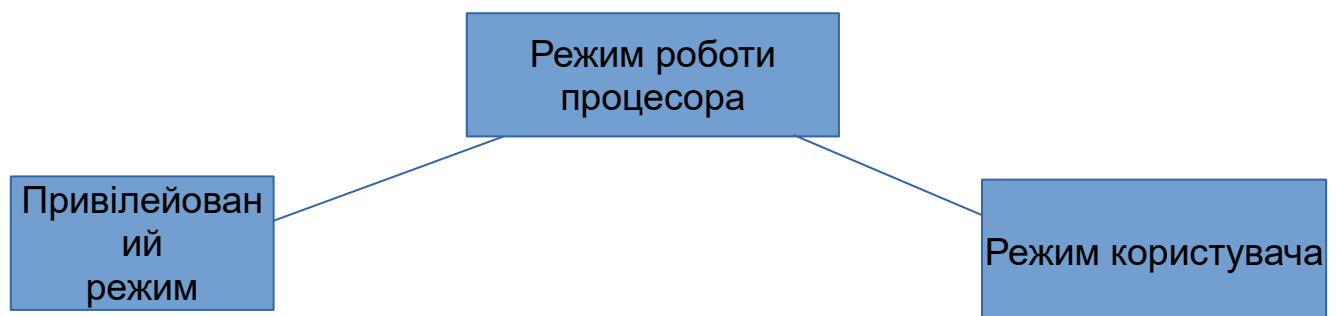 Режим роботи
процесора
Привілейован
ий
режим
Режим користувача